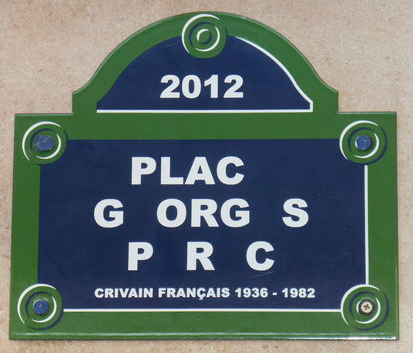 2012
PLAC
G ORG S
P R C
CRIVAIN FRANÇAIS 1936 - 1982